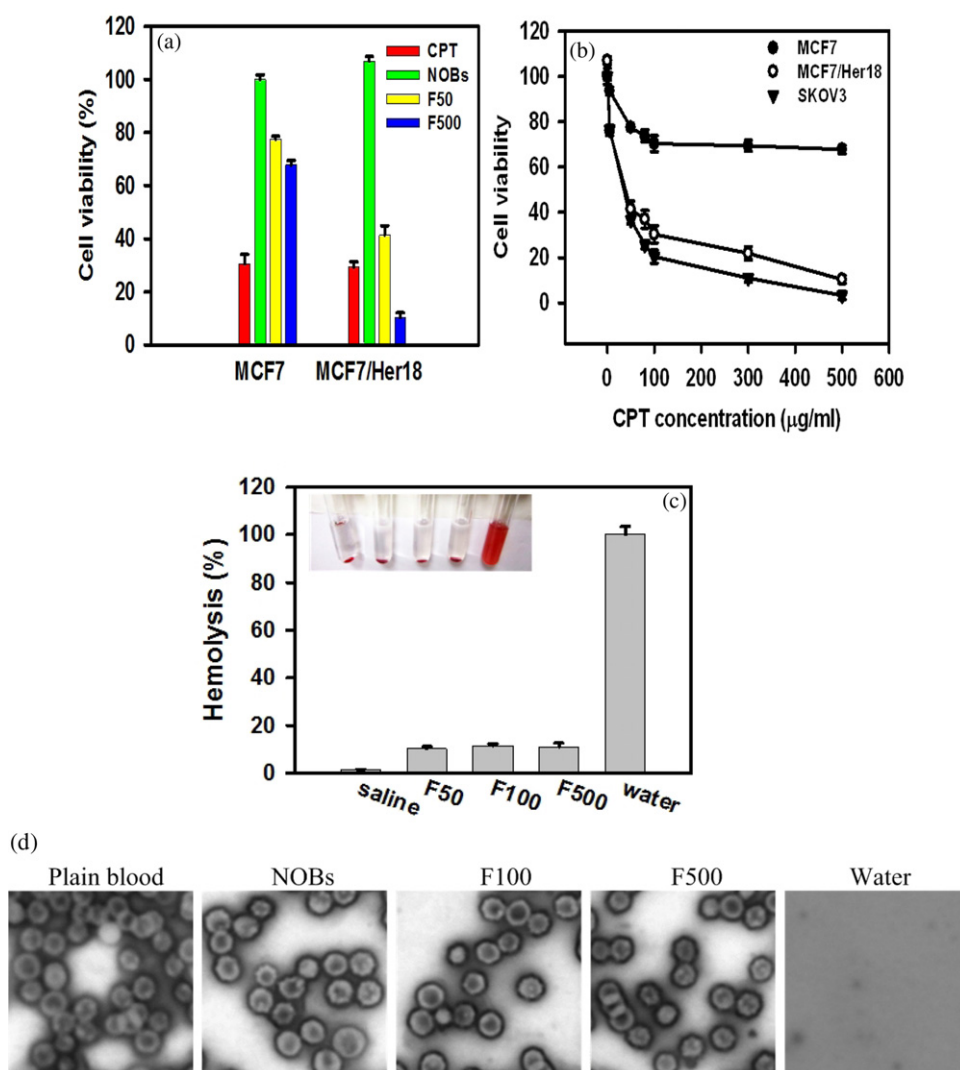 (a)
120
100
80
60
40
20
0
Cell viability (%)
CPT
NOBs
F50
F500
MCF7 MCF7/Her18
(b)
120
100
80
60
40
20
0
Cell viability
MCF7
MCF7/Her18
SKOV3
0 100 200 300 400 500 600
CPT concentration (µg/ml)
(c)
120
100
80
60
40
20
0
Hemolysis (%)
saline F50 F100 F500 water
(d)
Plain blood NOBs F100 F500 Water